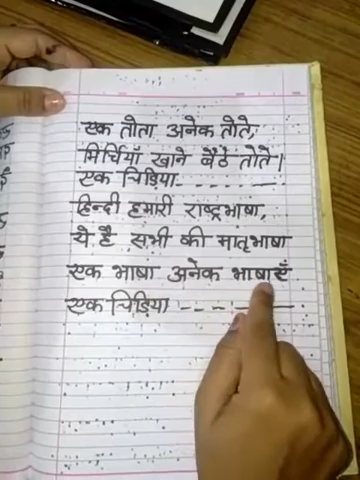 एक तोता अनेक तोते,
मिर्चियाँ खाने बैठे तोते।
एक चिड़िया - - - - - - -
हिन्दी हमारी राष्ट्रभाषा,
ये है सभी की मातृभाषा
एक भाषा अनेक भाषाएँ
एक चिड़िया - - - - -